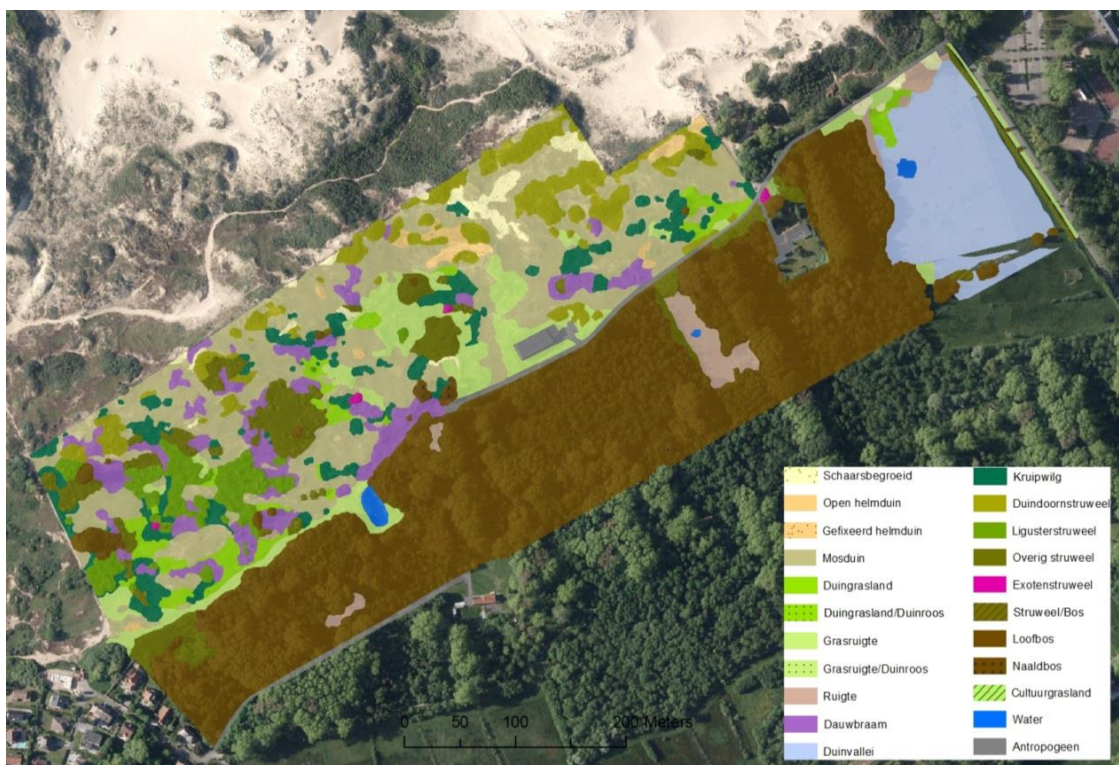 0 50 100 200 Meters
Schaarsbegroeid
Open helmduin
Gefixeerd helmduin
Mosduin
Duingrasland
Duingrasland/Duinroos
Grasruigte
Grasruigte/Duinroos
Ruigte
Dauwbraam
Duinvallei
Kruipwilg
Duindoornstruweel
Ligusterstruweel
Overig struweel
Exotenstruweel
Struweel/Bos
Loofbos
Naaldbos
Cultuurgrasland
Water
Antropogeen